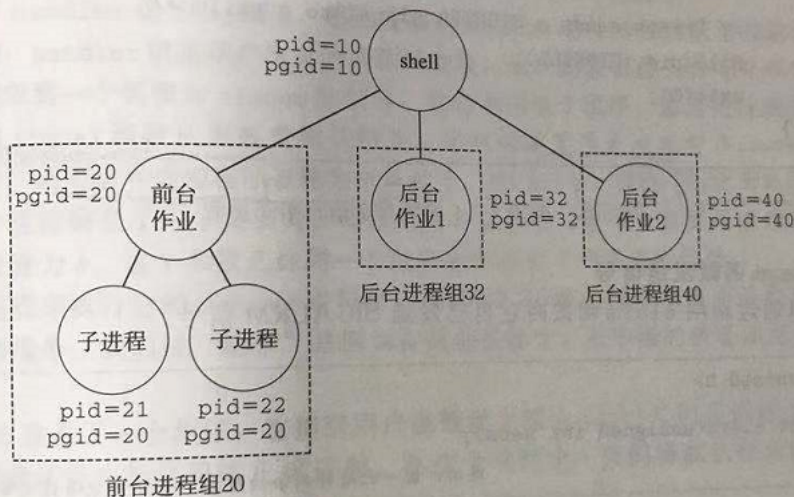 pid=10
pgid=10
shell
pid=20
pgid=20
前台
作业
后台
作业1
pid=32
pgid=32
后台
作业2
pid=40
pgid=40
后台进程组32
后台进程组40
子进程
子进程
pid=21
pgid=20
pid=22
pgid=20
前台进程组20